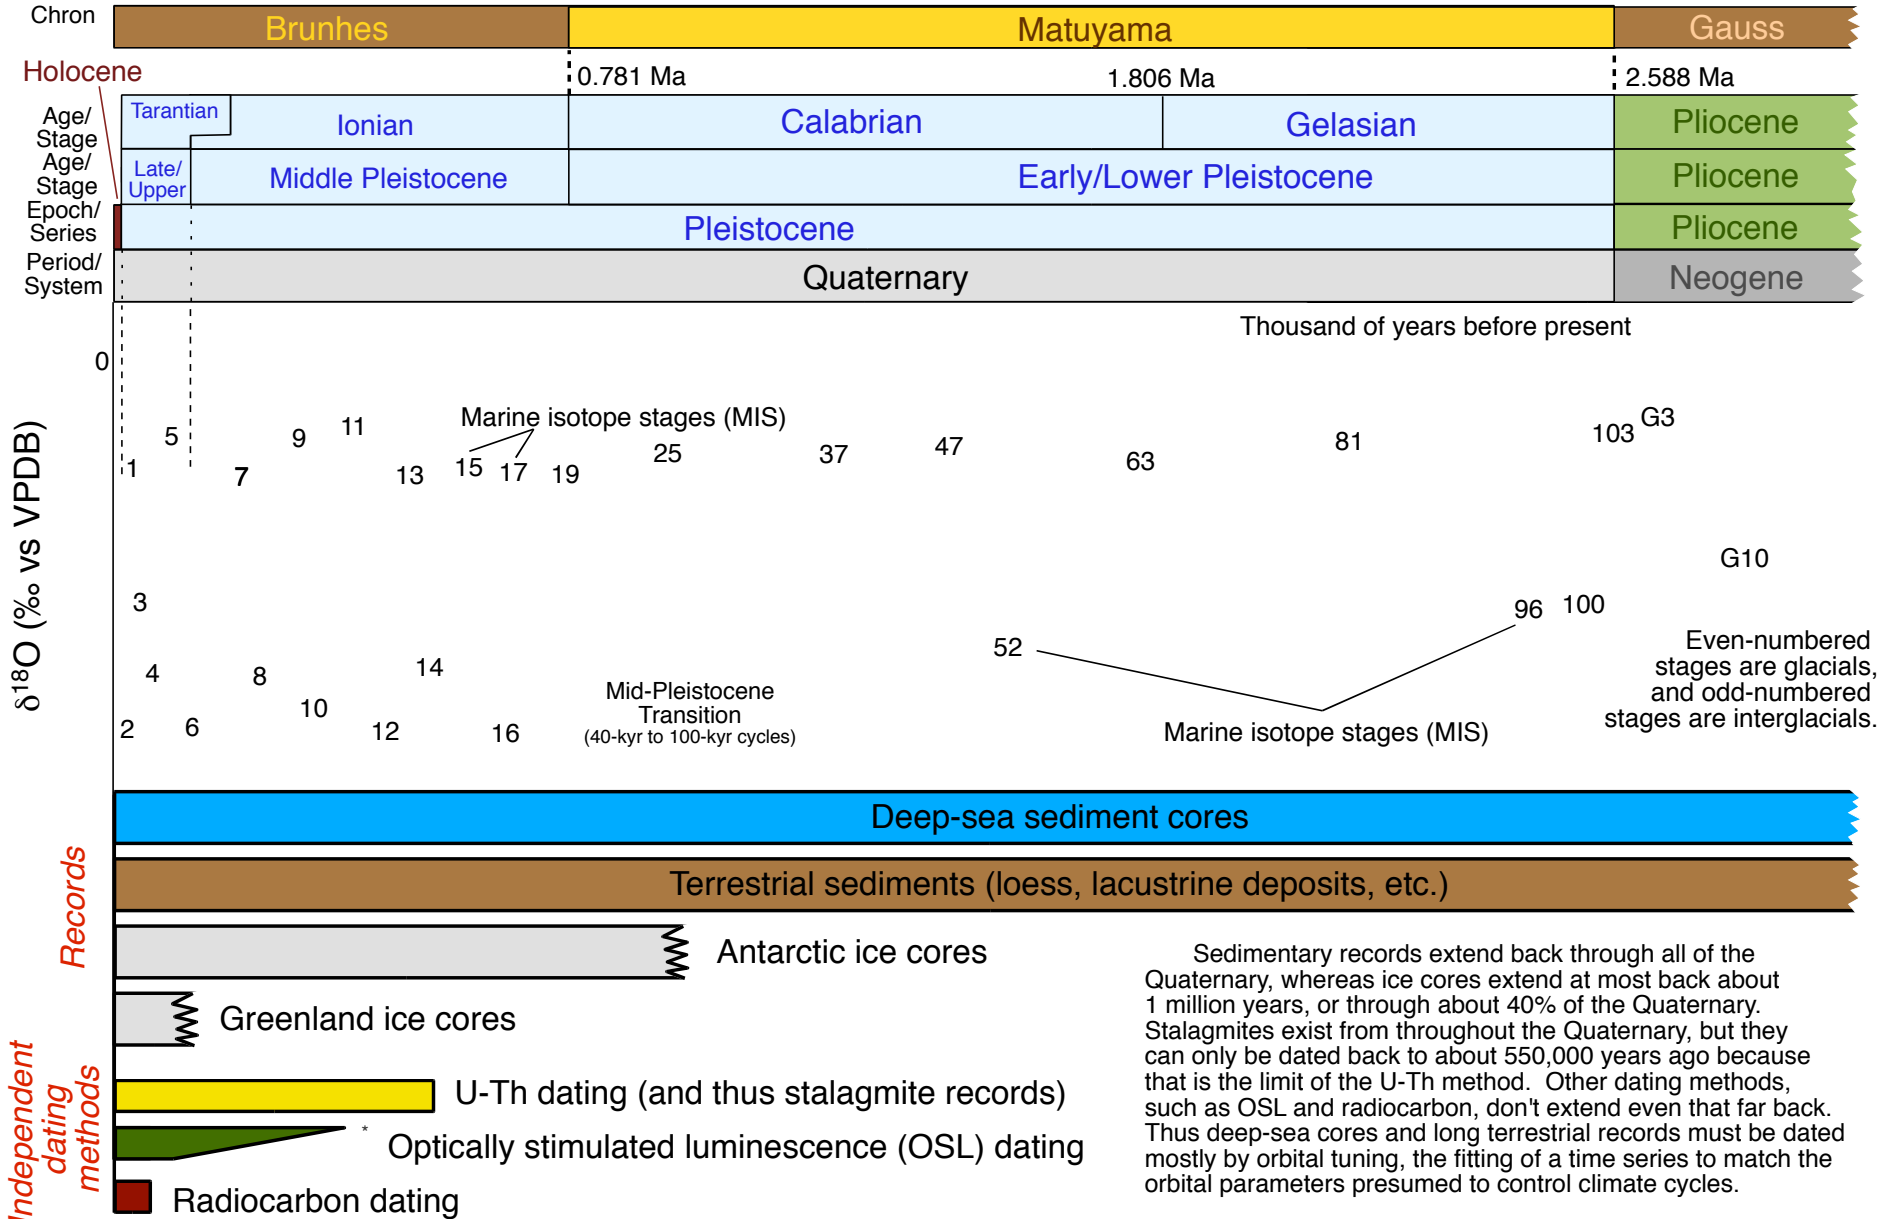 Chron
Brunhes
Matuyama
Gauss
Holocene
0.781 Ma
1.806 Ma
2.588 Ma
Age/
Stage
Tarantian
Ionian
Calabrian
Gelasian
Pliocene
Age/
Stage
Late/
Upper
Middle Pleistocene
Early/Lower Pleistocene
Pliocene
Epoch/
Series
Pleistocene
Pliocene
Period/
System
Quaternary
Neogene
Thousand of years before present
0
δ18O (‰ vs VPDB)
Marine isotope stages (MIS)
1
5
7
9
11
13
15
17
19
25
37
47
63
81
103
G3
G10
3
4
2
6
8
10
12
14
16
52
96
100
Mid-Pleistocene
Transition
(40-kyr to 100-kyr cycles)
Marine isotope stages (MIS)
Even-numbered
stages are glacials,
and odd-numbered
stages are interglacials.
Records
Deep-sea sediment cores
Terrestrial sediments (loess, lacustrine deposits, etc.)
Antarctic ice cores
Greenland ice cores
Independent
dating
methods
U-Th dating (and thus stalagmite records)
*
Optically stimulated luminescence (OSL) dating
Radiocarbon dating
Sedimentary records extend back through all of the
Quaternary, whereas ice cores extend at most back about
1 million years, or through about 40% of the Quaternary.
Stalagmites exist from throughout the Quaternary, but they
can only be dated back to about 550,000 years ago because
that is the limit of the U-Th method.  Other dating methods,
such as OSL and radiocarbon, don't extend even that far back.
Thus deep-sea cores and long terrestrial records must be dated
mostly by orbital tuning, the fitting of a time series to match the
orbital parameters presumed to control climate cycles.